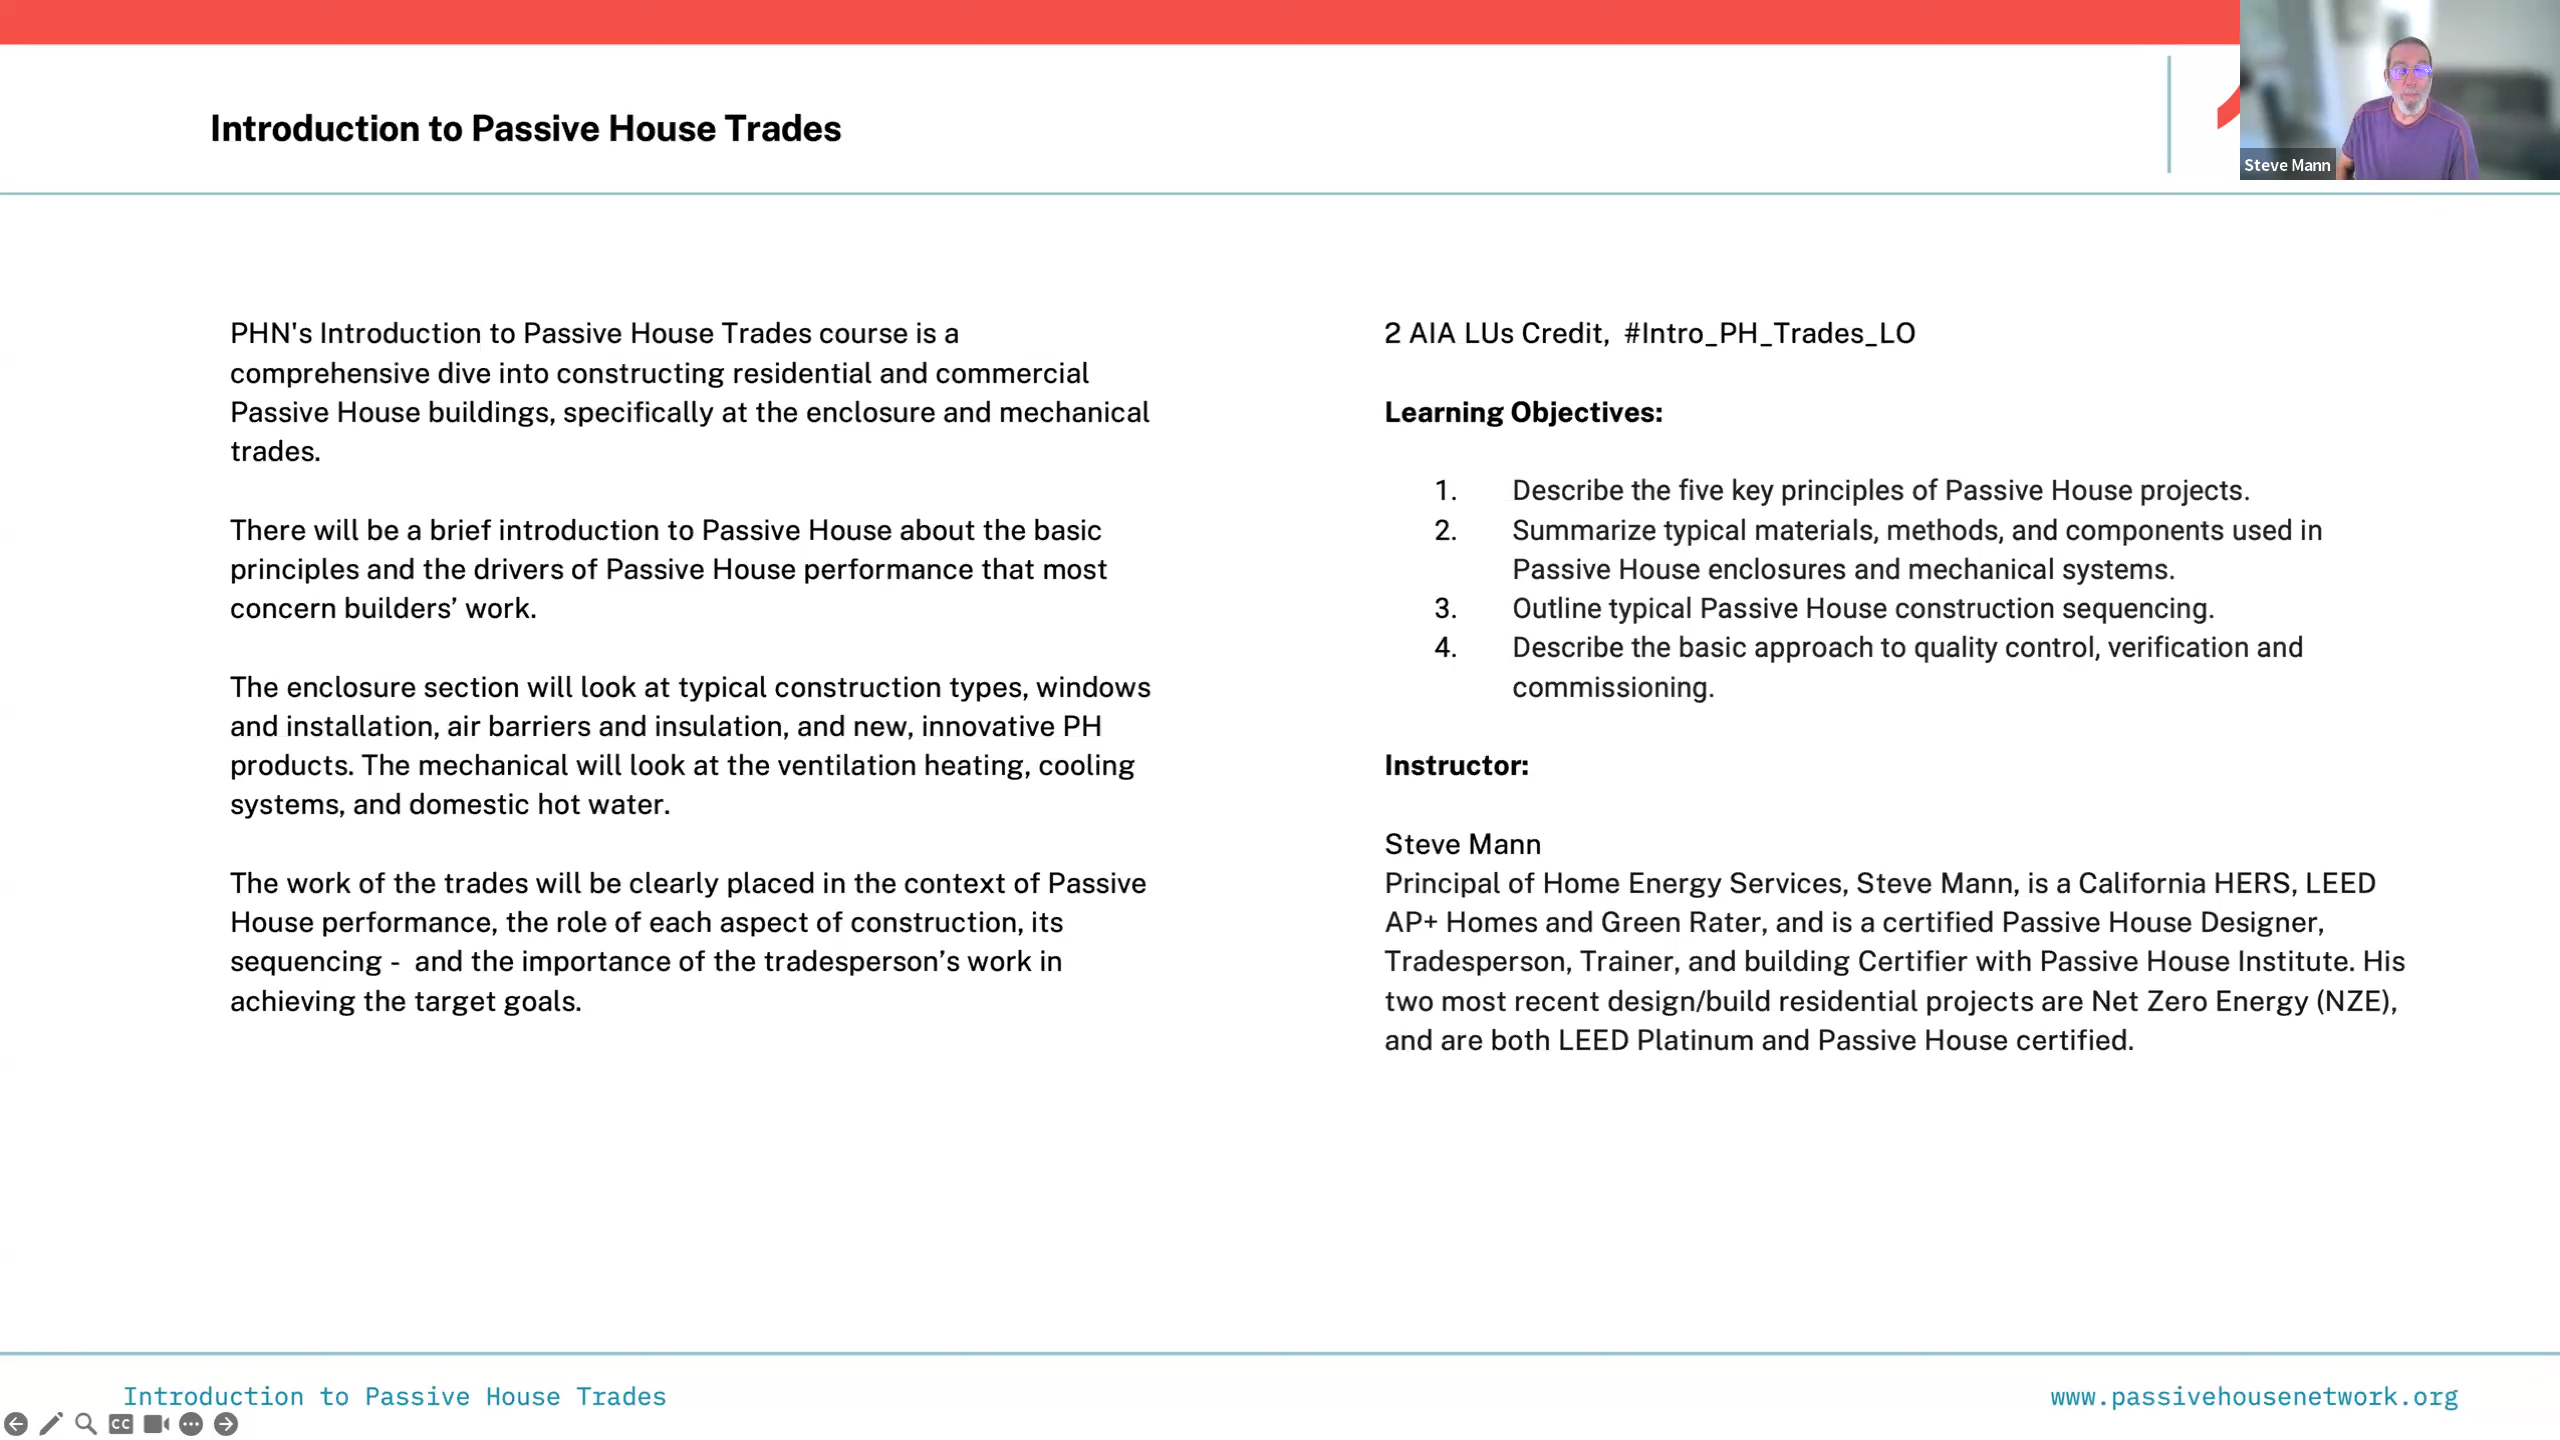 Steve Mann
Introduction to Passive House Trades
PHN's Introduction to Passive House Trades course is a
comprehensive dive into constructing residential and commercial
Passive House buildings, specifically at the enclosure and mechanical
trades.
There will be a brief introduction to Passive House about the basic
principles and the drivers of Passive House performance that most
concern builders’ work.
The enclosure section will look at typical construction types, windows
and installation, air barriers and insulation, and new, innovative PH
products. The mechanical will look at the ventilation heating, cooling
systems, and domestic hot water.
The work of the trades will be clearly placed in the context of Passive
House performance, the role of each aspect of construction, its
sequencing -  and the importance of the tradesperson’s work in
achieving the target goals.
2 AIA LUs Credit,  #Intro_PH_Trades_LO
Learning Objectives:
1. Describe the five key principles of Passive House projects.
2. Summarize typical materials, methods, and components used in
Passive House enclosures and mechanical systems.
3. Outline typical Passive House construction sequencing.
4. Describe the basic approach to quality control, verification and
commissioning.
Instructor:
Steve Mann
Principal of Home Energy Services, Steve Mann, is a California HERS, LEED
AP+ Homes and Green Rater, and is a certified Passive House Designer,
Tradesperson, Trainer, and building Certifier with Passive House Institute. His
two most recent design/build residential projects are Net Zero Energy (NZE),
and are both LEED Platinum and Passive House certified.
Introduction to Passive House Trades
www.passivehousenetwork.org
CC